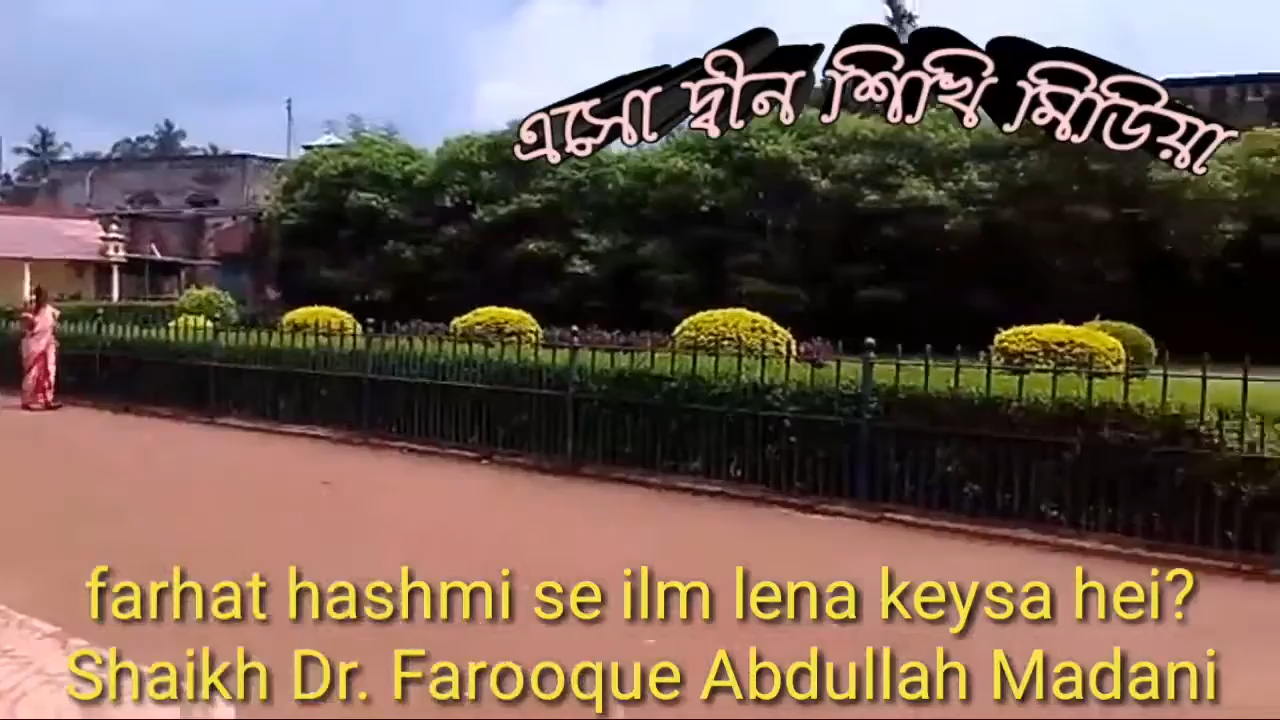 এসো দ্বীন শিখি মিডিয়া
farhat hashmi se ilm lena keysa hei?
Shaikh Dr. Farooque Abdullah Madani